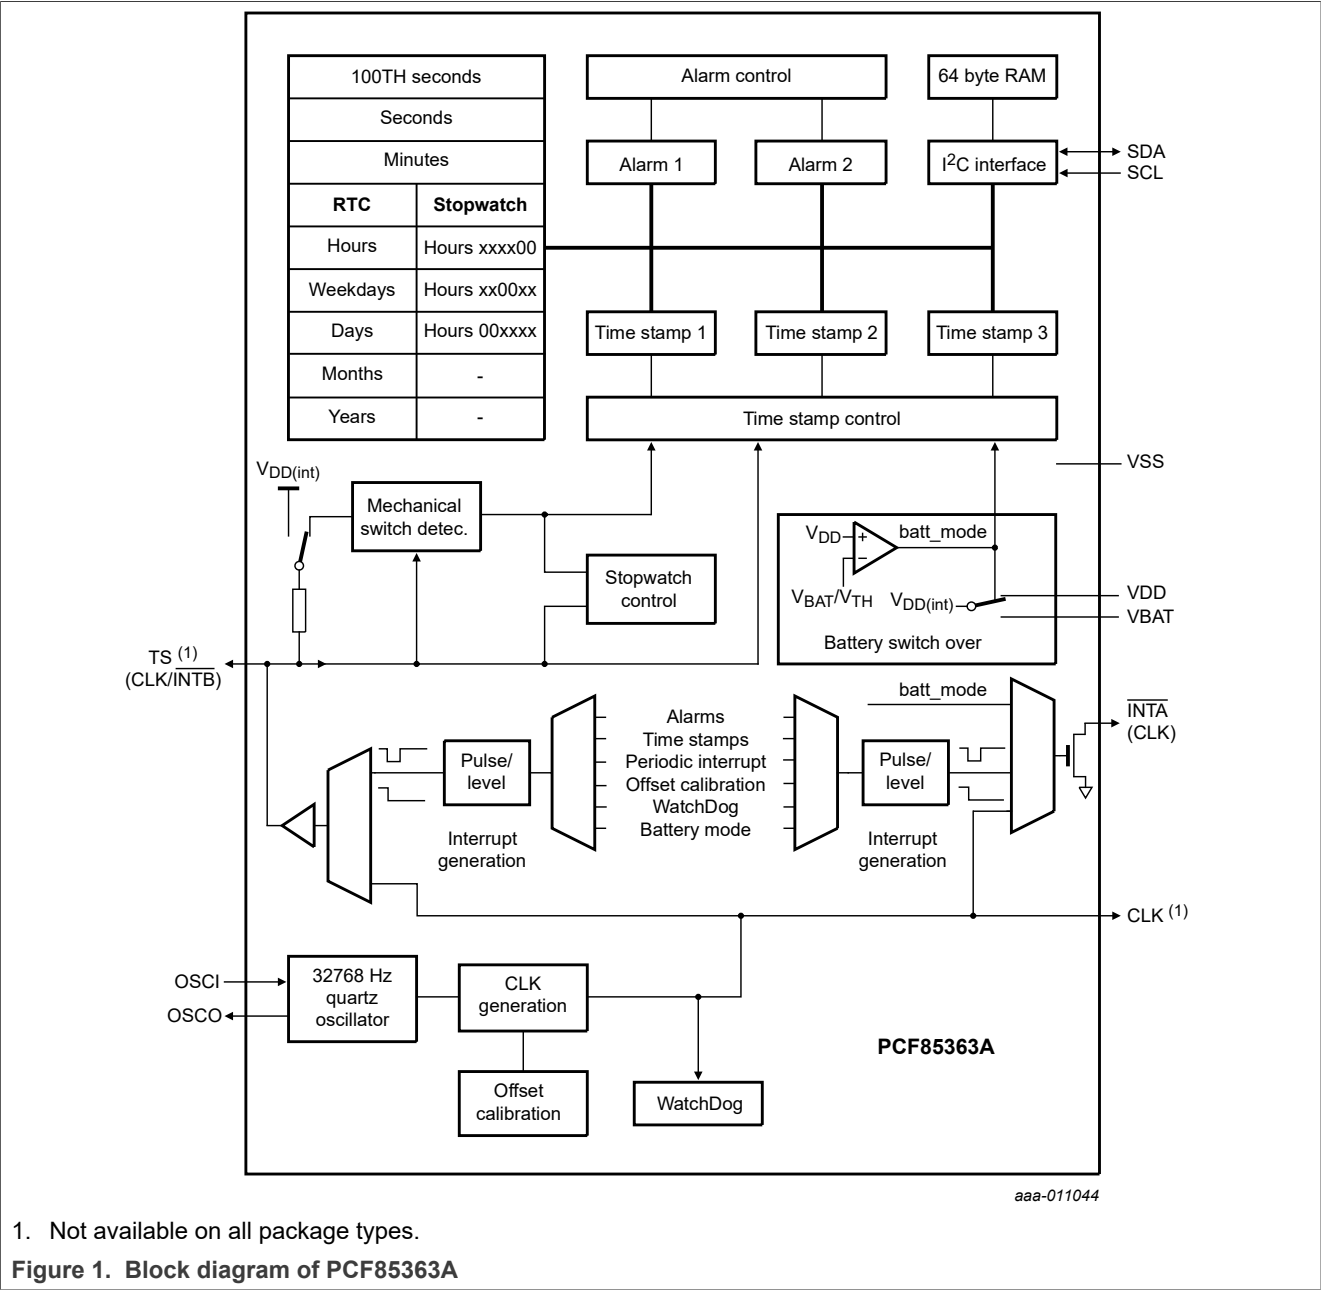 100TH seconds
Seconds
Minutes
RTC
Stopwatch
Hours
Hours xxxx00
Weekdays
Hours xx00xx
Days
Hours 00xxxx
Months
-
Years
-
Alarm control
64 byte RAM
Alarm 1
Alarm 2
I2C interface
SDA
SCL
Time stamp 1
Time stamp 2
Time stamp 3
Time stamp control
VSS
VDD(int)
Mechanical
switch detec.
Stopwatch
control
VDD
+
batt_mode
−
VBAT/VTH
VDD(int)
Battery switch over
VDD
VBAT
TS (1)
(CLK/INTB)
batt_mode
INTA
(CLK)
Pulse/
level
Interrupt
generation
Alarms
Time stamps
Periodic interrupt
Offset calibration
WatchDog
Battery mode
Pulse/
level
Interrupt
generation
CLK (1)
OSCI
OSCO
32768 Hz
quartz
oscillator
CLK
generation
Offset
calibration
WatchDog
PCF85363A
aaa-011044
1. Not available on all package types.
Figure 1. Block diagram of PCF85363A